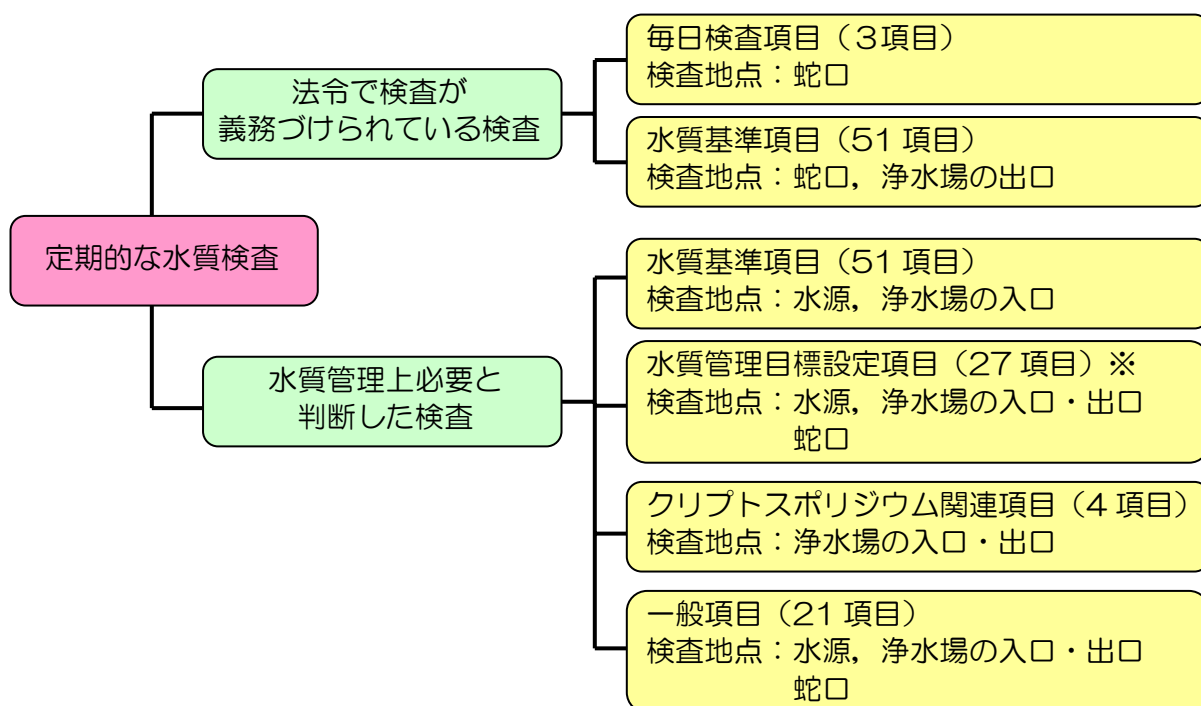 定期的な水質検査
法令で検査が
義務づけられている検査
毎日検査項目(3項目)
検査地点:蛇口
水質基準項目(51 項目)
検査地点:蛇口,浄水場の出口
水質管理上必要と
判断した検査
水質基準項目(51 項目)
検査地点:水源,浄水場の入口
水質管理目標設定項目(27 項目)※
検査地点:水源,浄水場の入口・出口
蛇口
クリプトスポリジウム関連項目(4 項目)
検査地点:浄水場の入口・出口
一般項目(21 項目)
検査地点:水源,浄水場の入口・出口
蛇口